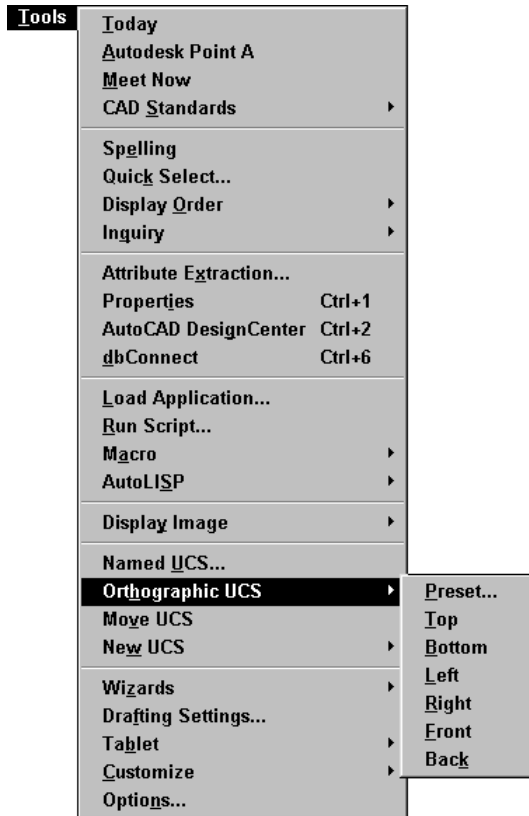 Tools
Today
Autodesk Point A
Meet Now
CAD Standards
Spelling
Quick Select...
Display Order
Inquiry
Attribute Extraction...
Properties Ctrl+1
AutoCAD DesignCenter Ctrl+2
dbConnect Ctrl+6
Load Application...
Run Script...
Macro
AutoLISP
Display Image
Named UCS...
Orthographic UCS
Move UCS
New UCS
Wizards
Drafting Settings...
Tablet
Customize
Options...
Preset...
Top
Bottom
Left
Right
Front
Back